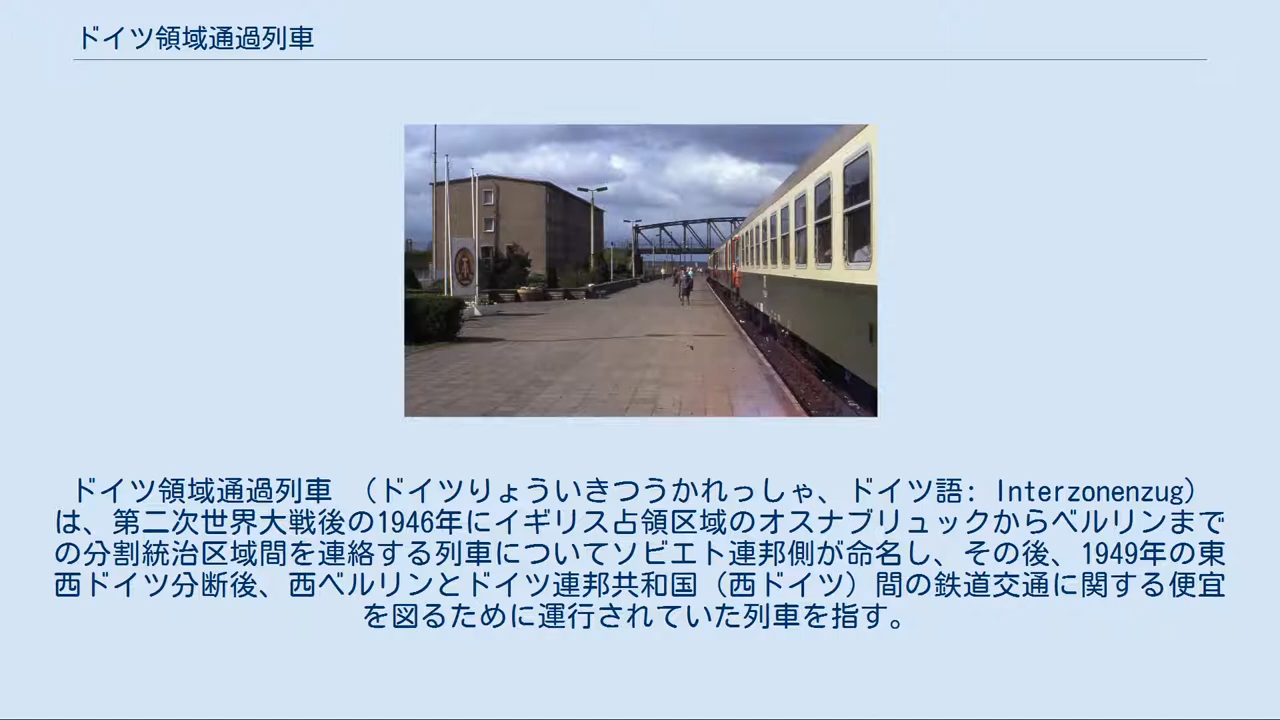 ドイツ領域通過列車
ドイツ領域通過列車 （ドイツりょういきつうかれっしゃ、ドイツ語: Interzonenzug）
は、第二次世界大戦後の1946年にイギリス占領区域のオスナブリュックからベルリンまで
の分割統治区域間を連絡する列車についてソビエト連邦側が命名し、その後、1949年の東
西ドイツ分断後、西ベルリンとドイツ連邦共和国（西ドイツ）間の鉄道交通に関する便宜
を図るために運行されていた列車を指す。